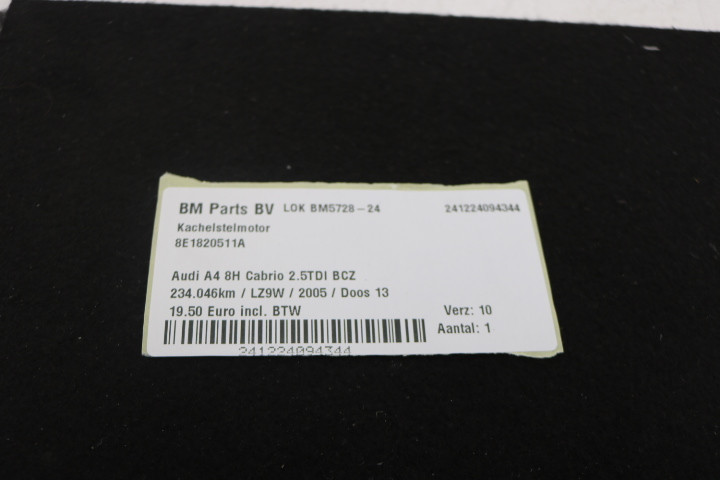 BM Parts BV LOK BM5728-24 241224094344
Kachelstelmotor
8E1820511A
Audi A4 8H Cabrio 2.5TDI BCZ
234.046km / LZ9W / 2005 / Doos 13
19.50 Euro incl. BTW Verz: 10
Aantal: 1
241224094344